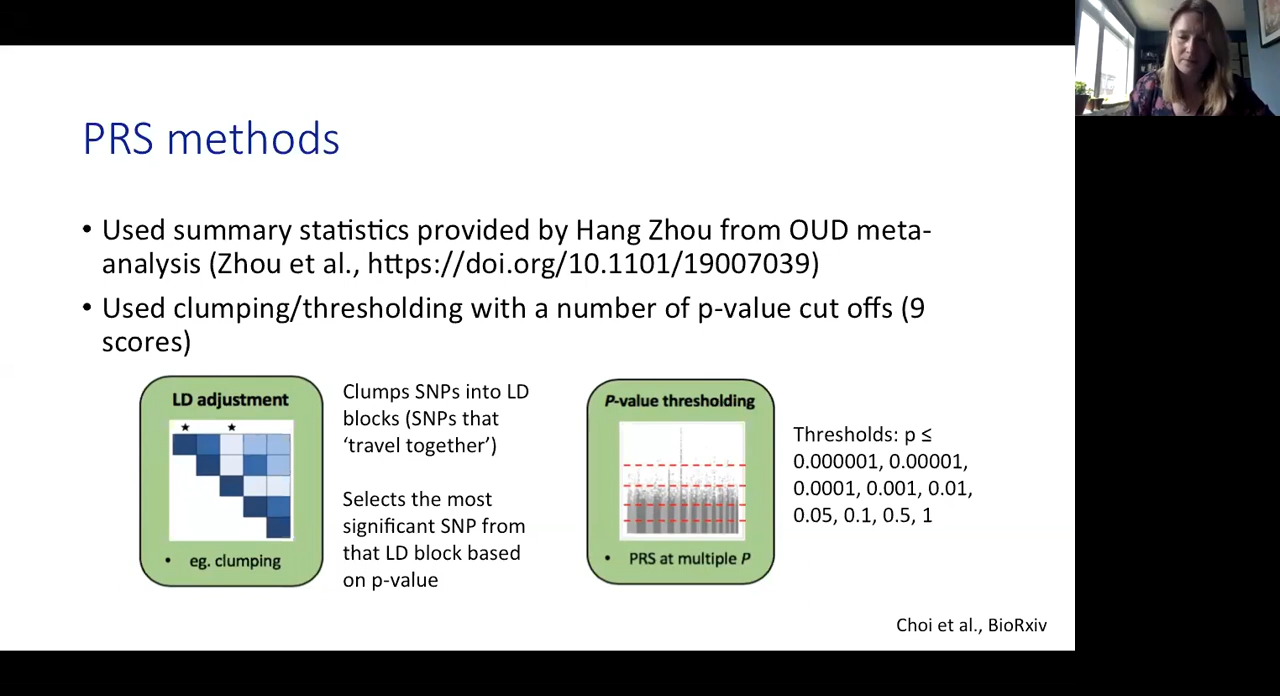 PRS methods
• Used summary statistics provided by Hang Zhou from OUD meta-
analysis (Zhou et al., https://doi.org/10.1101/19007039)
• Used clumping/thresholding with a number of p-value cut offs (9
scores)
LD adjustment
• eg. clumping
Clumps SNPs into LD
blocks (SNPs that
‘travel together’)
Selects the most
significant SNP from
that LD block based
on p-value
P-value thresholding
• PRS at multiple P
Thresholds: p ≤
0.000001, 0.00001,
0.0001, 0.001, 0.01,
0.05, 0.1, 0.5, 1
Choi et al., BioRxiv